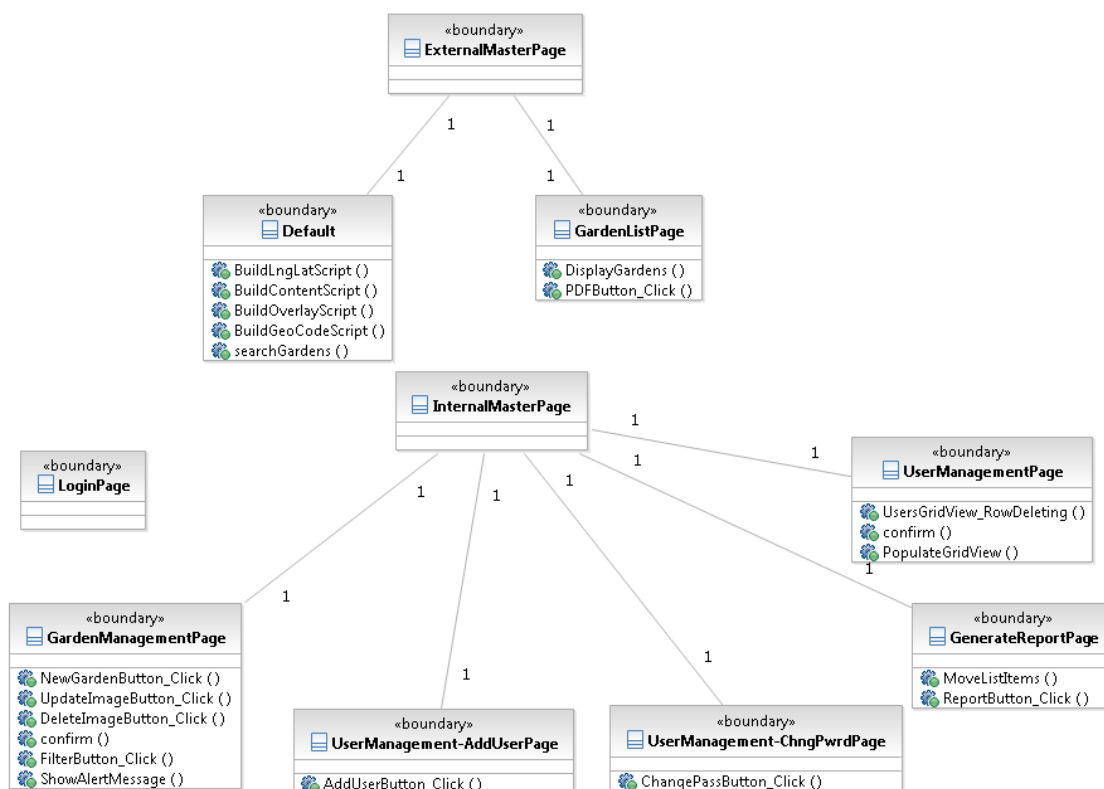 «boundary»
ExternalMasterPage
1
1
1
1
«boundary»
Default
BuildLngLatScript ()
BuildContentScript ()
BuildOverlayScript ()
BuildGeoCodeScript ()
searchGardens ()
«boundary»
GardenListPage
DisplayGardens ()
PDFButton_Click ()
«boundary»
InternalMasterPage
1
1
1
1
1
1
«boundary»
LoginPage
«boundary»
UserManagementPage
UsersGridView_RowDeleting ()
confirm ()
PopulateGridView ()
1
1
1
1
«boundary»
GardenManagementPage
NewGardenButton_Click ()
UpdateImageButton_Click ()
DeleteImageButton_Click ()
confirm ()
FilterButton_Click ()
ShowAlertMessage ()
«boundary»
UserManagement-AddUserPage
AddUserButton_Click ()
«boundary»
UserManagement-ChngPwrdPage
ChangePassButton_Click ()
«boundary»
GenerateReportPage
MoveListItems ()
ReportButton_Click ()